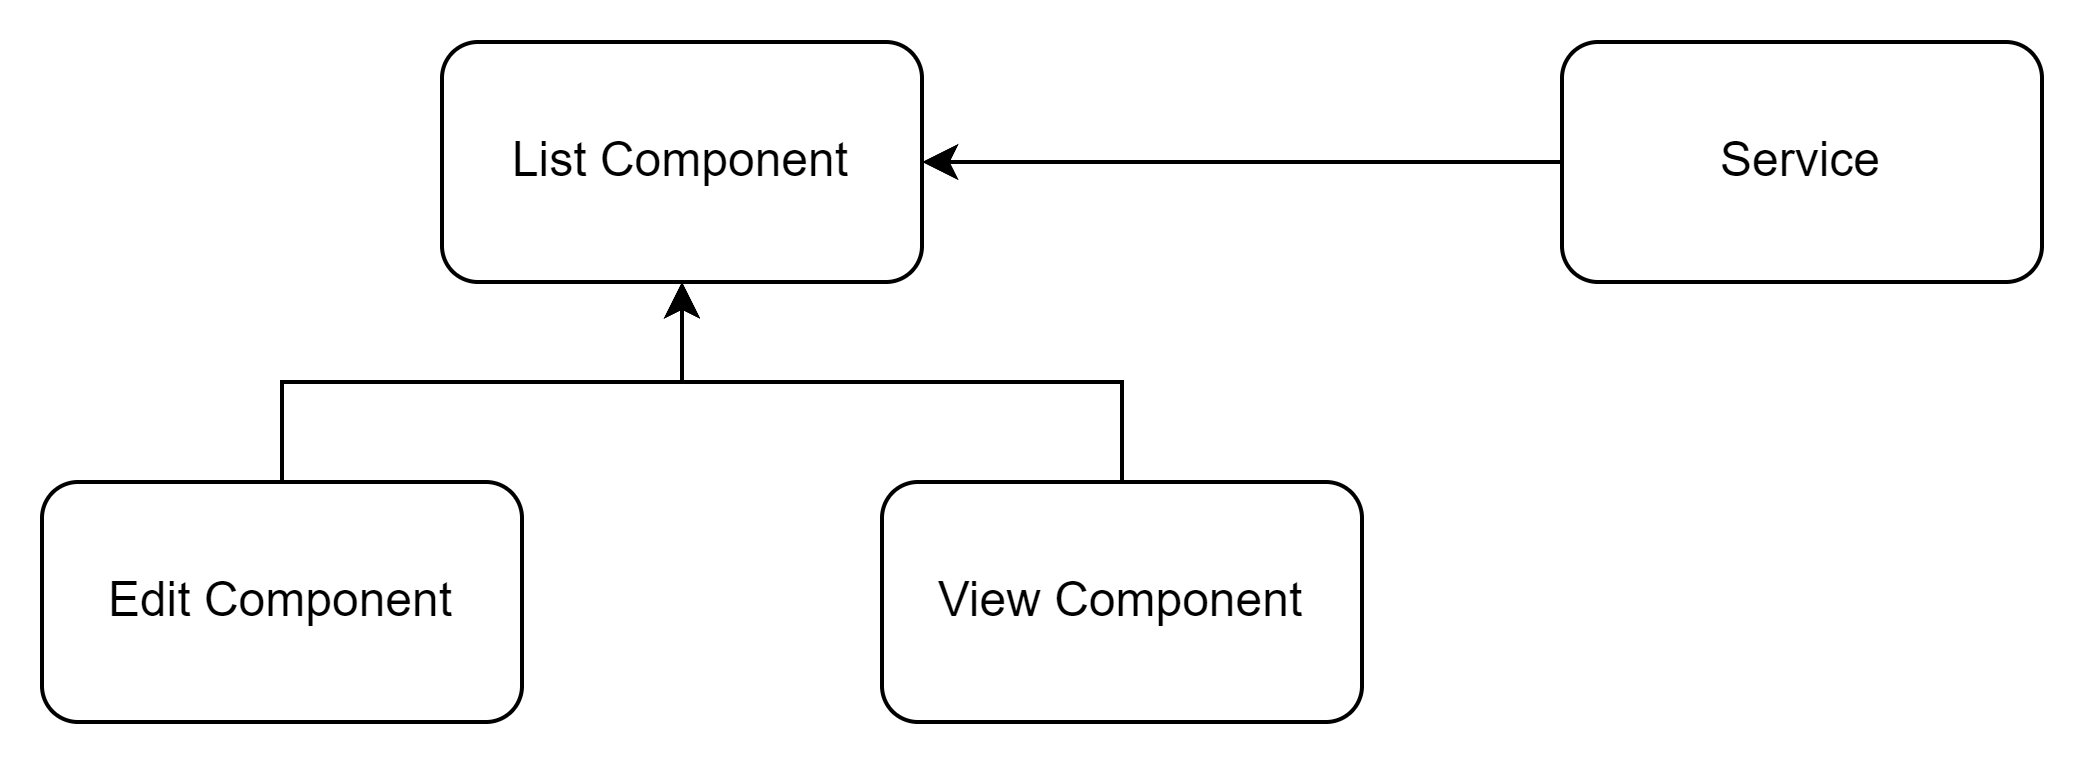 List Component
Service
Edit Component
View Component